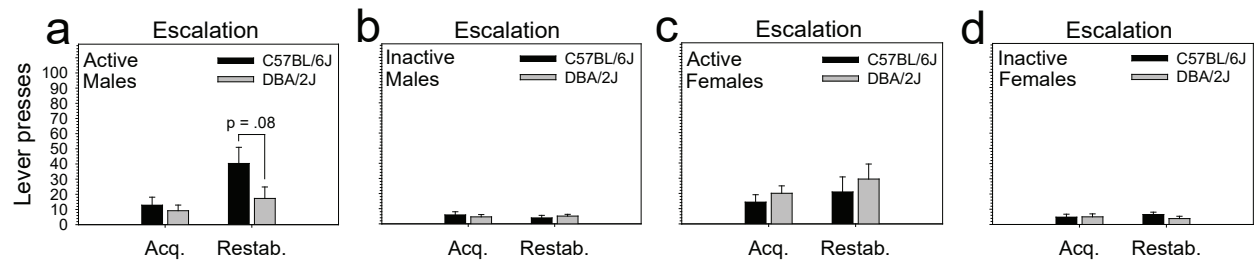 a
Escalation
Active
Males
C57BL/6J
DBA/2J
p = .08
Lever presses
100
90
80
70
60
50
40
30
20
10
0
Acq.
Restab.
b
Escalation
Inactive
Males
C57BL/6J
DBA/2J
Acq.
Restab.
c
Escalation
Active
Females
C57BL/6J
DBA/2J
Acq.
Restab.
d
Escalation
Inactive
Females
C57BL/6J
DBA/2J
Acq.
Restab.